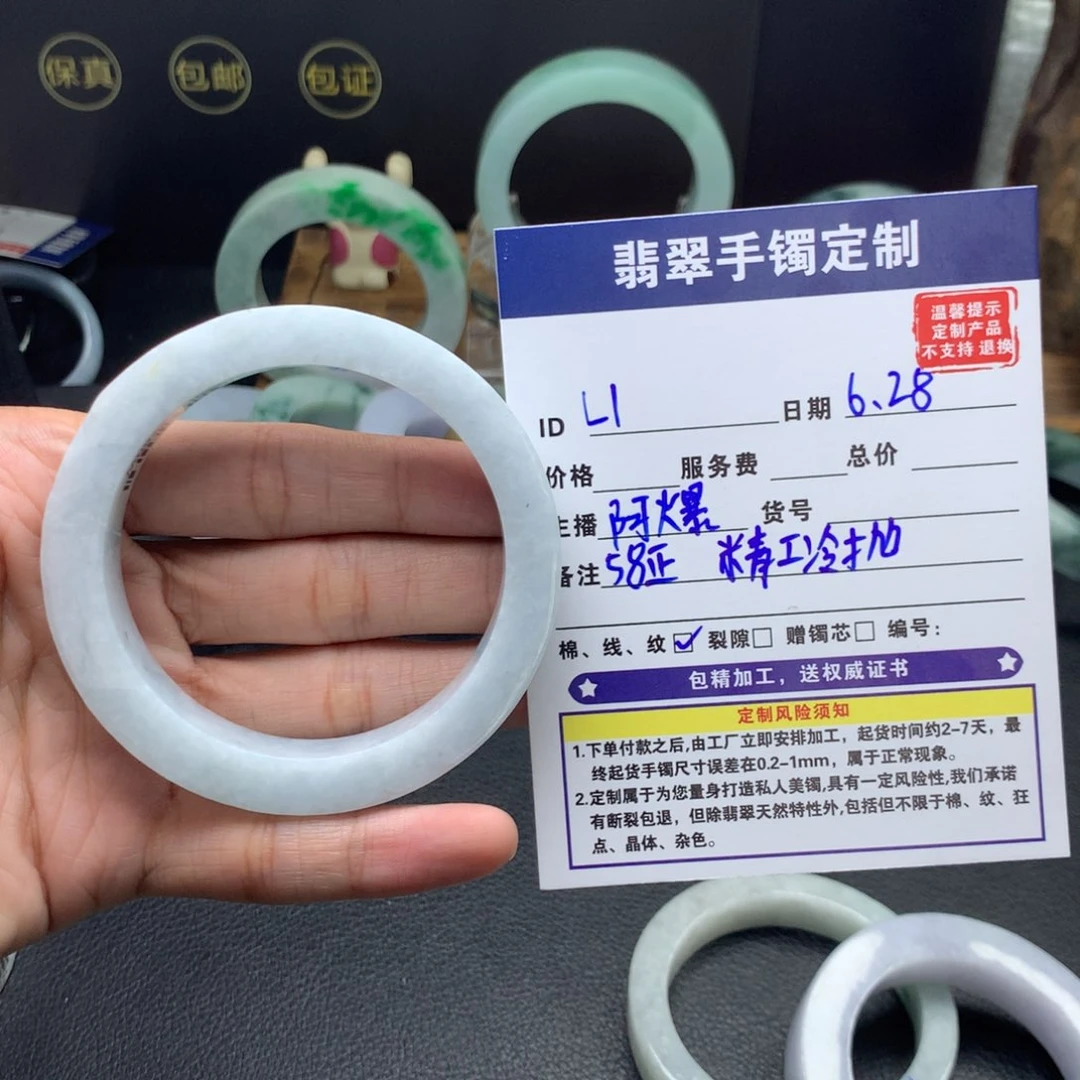 保真 包邮 包证
翡翠手镯定制
温馨提示
定制产品
不支持 退换
ID L1 日期 6、28
价格 服务费 总价
主播 阿爆 货号
备注 58正 精工冷抛
棉、线、纹☑ 裂隙□ 赠镯芯□ 编号：
包精加工，送权威证书
定制风险须知
1.下单付款之后,由工厂立即安排加工，起货时间约2-7天，最
终起货手镯尺寸误差在0.2-1mm，属于正常现象。
2.定制属于为您量身打造私人美镯,具有一定风险性,我们承诺
有断裂包退，但除翡翠天然特性外,包括但不限于棉、纹、狂
点、晶体、杂色。